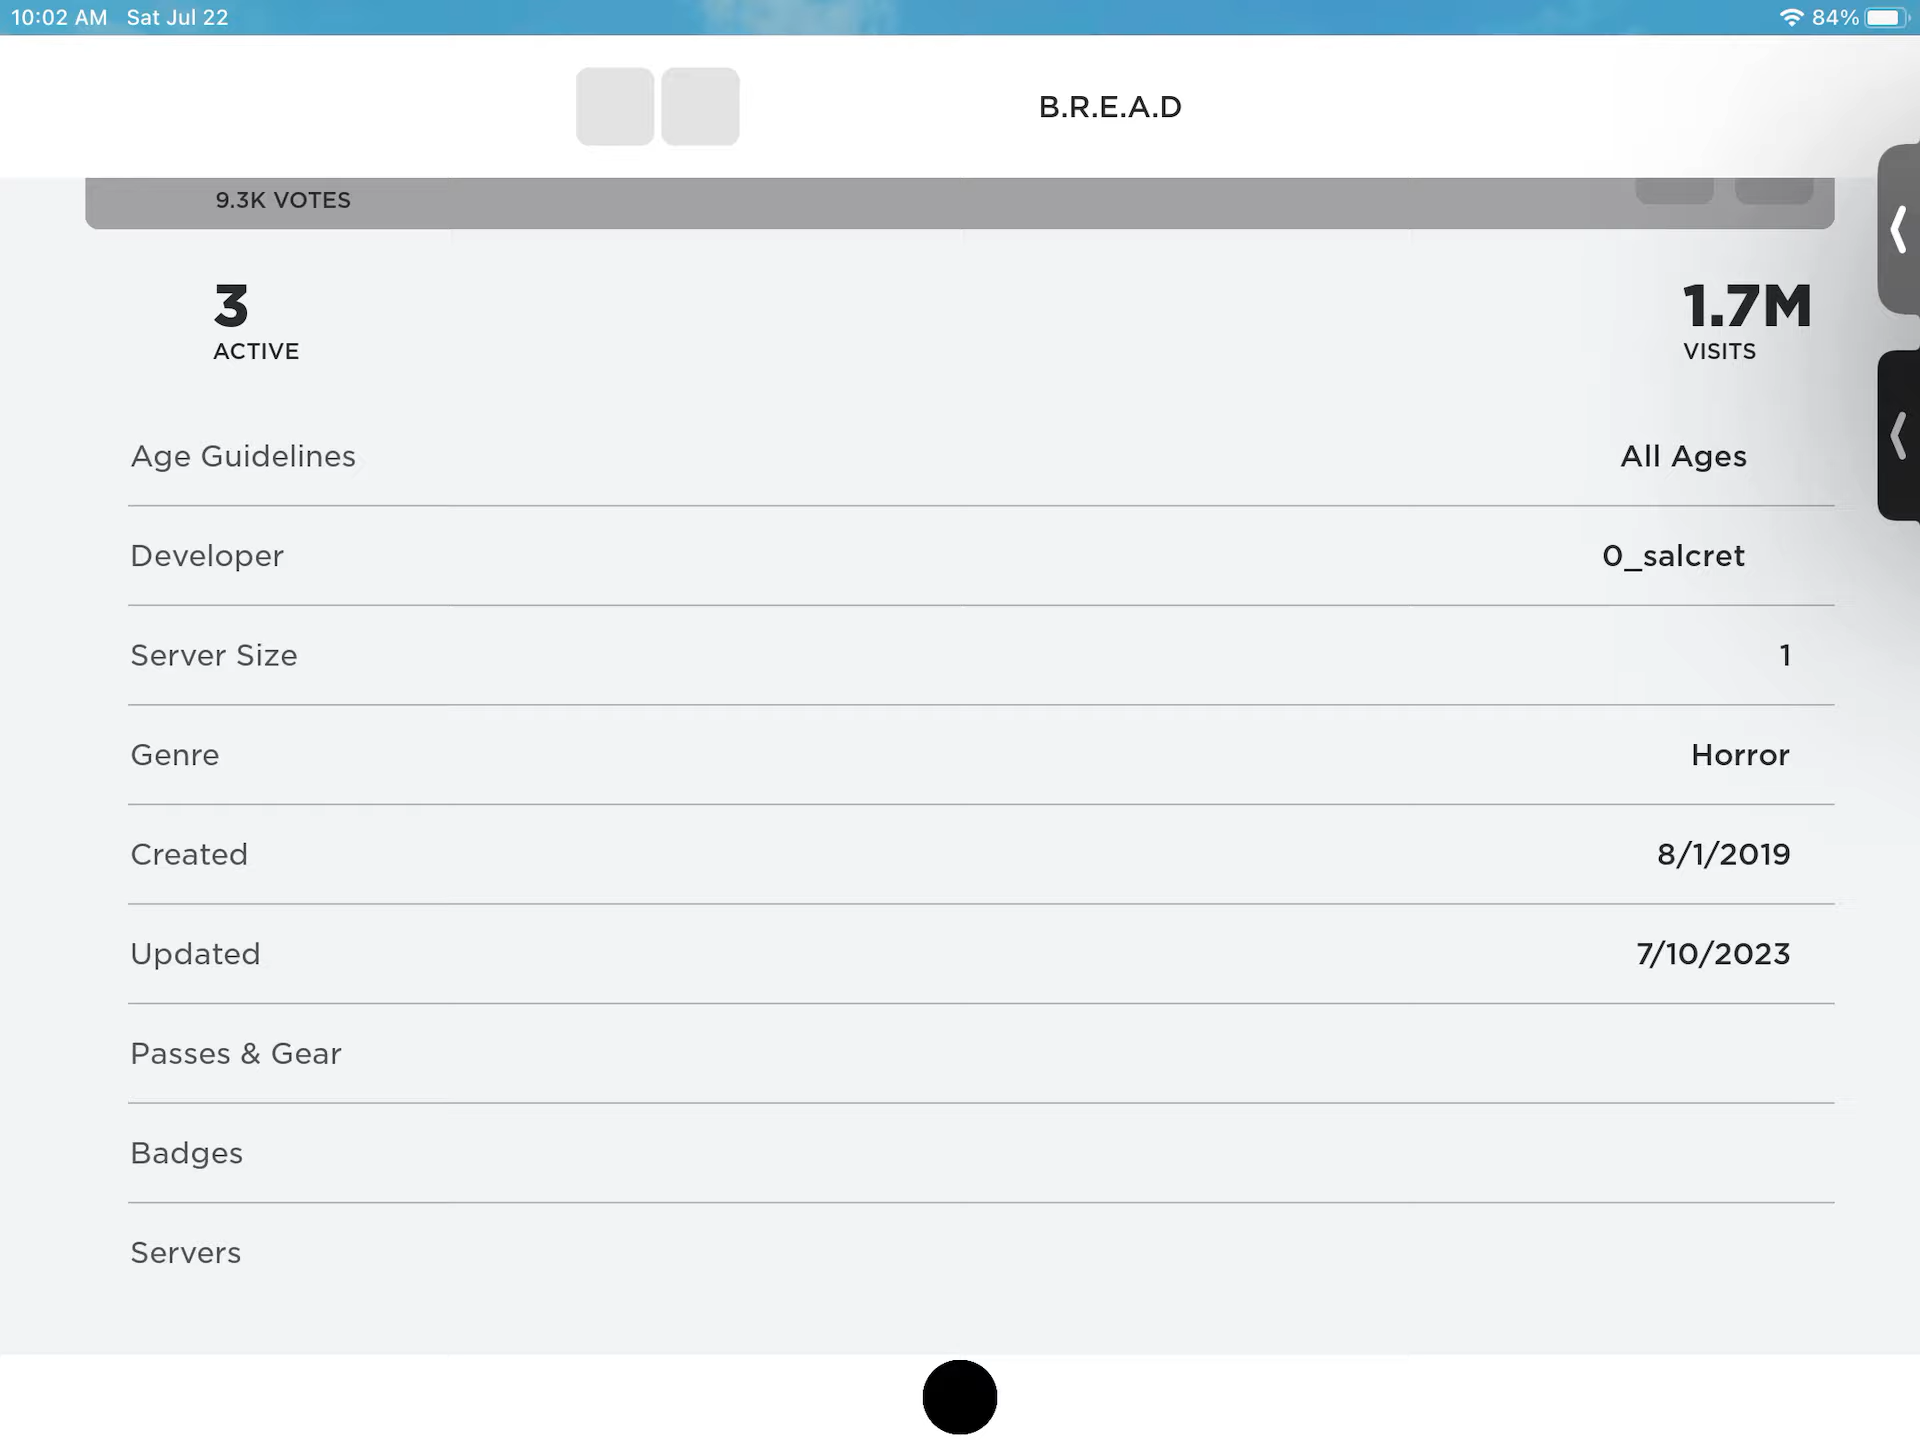 10:02 AM Sat Jul 22
84%
B.R.E.A.D
9.3K VOTES
3
ACTIVE
1.7M
VISITS
Age Guidelines
All Ages
Developer
0_salcret
Server Size
1
Genre
Horror
Created
8/1/2019
Updated
7/10/2023
Passes & Gear
Badges
Servers